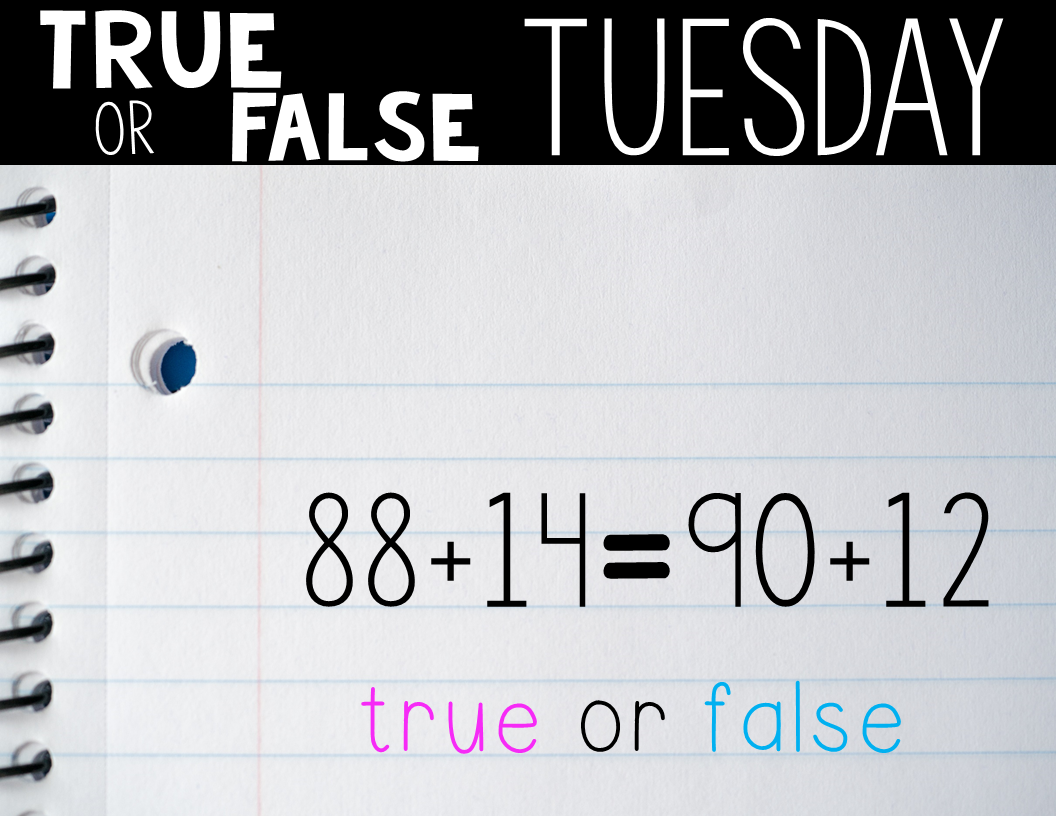 TRUE
OR FALSE TUESDAY
88+14=90+12
true or false